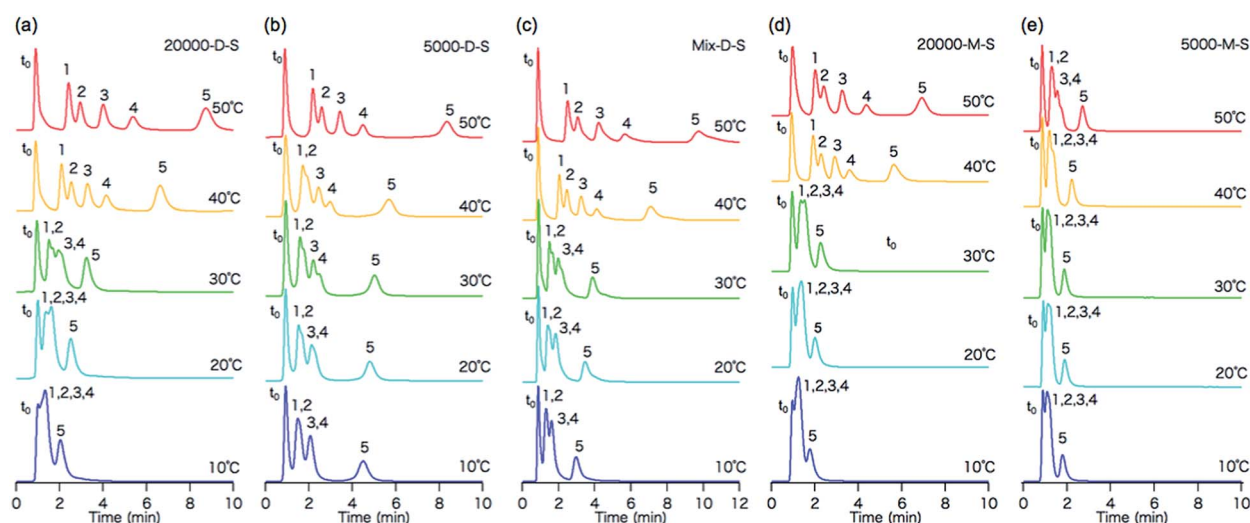 (a)
20000-D-S
t0
1
2
3
4
5
50°C
1
2
3
4
5
40°C
t0
1,2
3,4
5
30°C
t0
1,2,3,4
5
20°C
t0
1,2,3,4
5
10°C
0 2 4 6 8 10
Time (min)
(b)
5000-D-S
t0
1
2
3
4
5
50°C
t0
1,2
3
4
5
40°C
t0
1,2
3
4
5
30°C
t0
1,2
3,4
5
20°C
t0
1,2
3,4
5
10°C
0 2 4 6 8 10
Time (min)
(c)
Mix-D-S
t0
1
2
3
4
5
50°C
t0
1
2
3
4
5
40°C
t0
1,2
3,4
5
30°C
t0
1,2
3,4
5
20°C
t0
1,2
3,4
5
10°C
0 2 4 6 8 10 12
Time (min)
(d)
20000-M-S
t0
1
2
3
4
5
50°C
t0
1
2
3
4
5
40°C
t0
1,2,3,4
5
t0
30°C
t0
1,2,3,4
5
20°C
t0
1,2,3,4
5
10°C
0 2 4 6 8 10
Time (min)
(e)
5000-M-S
t0
1,2
3,4
5
50°C
t0
1,2,3,4
5
40°C
t0
1,2,3,4
5
30°C
t0
1,2,3,4
5
20°C
t0
1,2,3,4
5
10°C
0 2 4 6 8 10
Time (min)